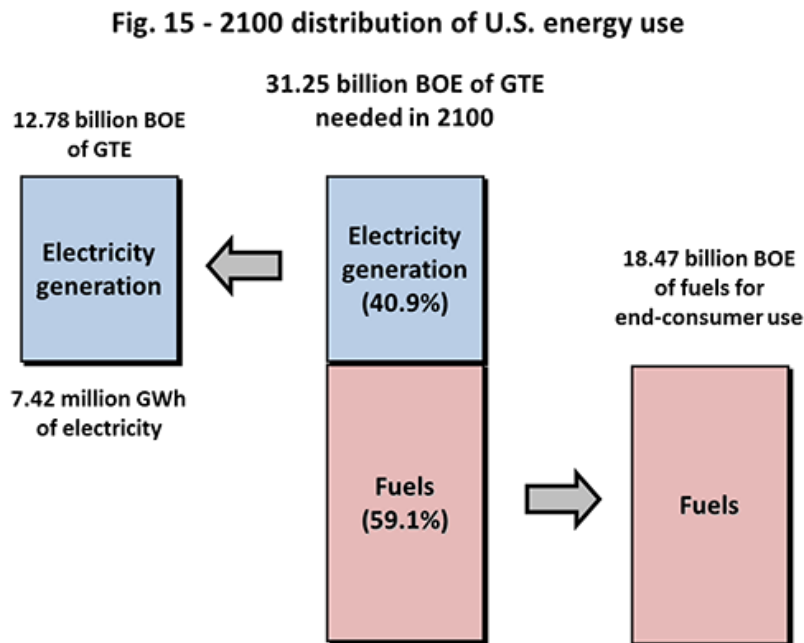 Fig. 15 - 2100 distribution of U.S. energy use
31.25 billion BOE of GTE
needed in 2100
12.78 billion BOE
of GTE
Electricity
generation
7.42 million GWh
of electricity
Electricity
generation
(40.9%)
Fuels
(59.1%)
18.47 billion BOE
of fuels for
end-consumer use
Fuels